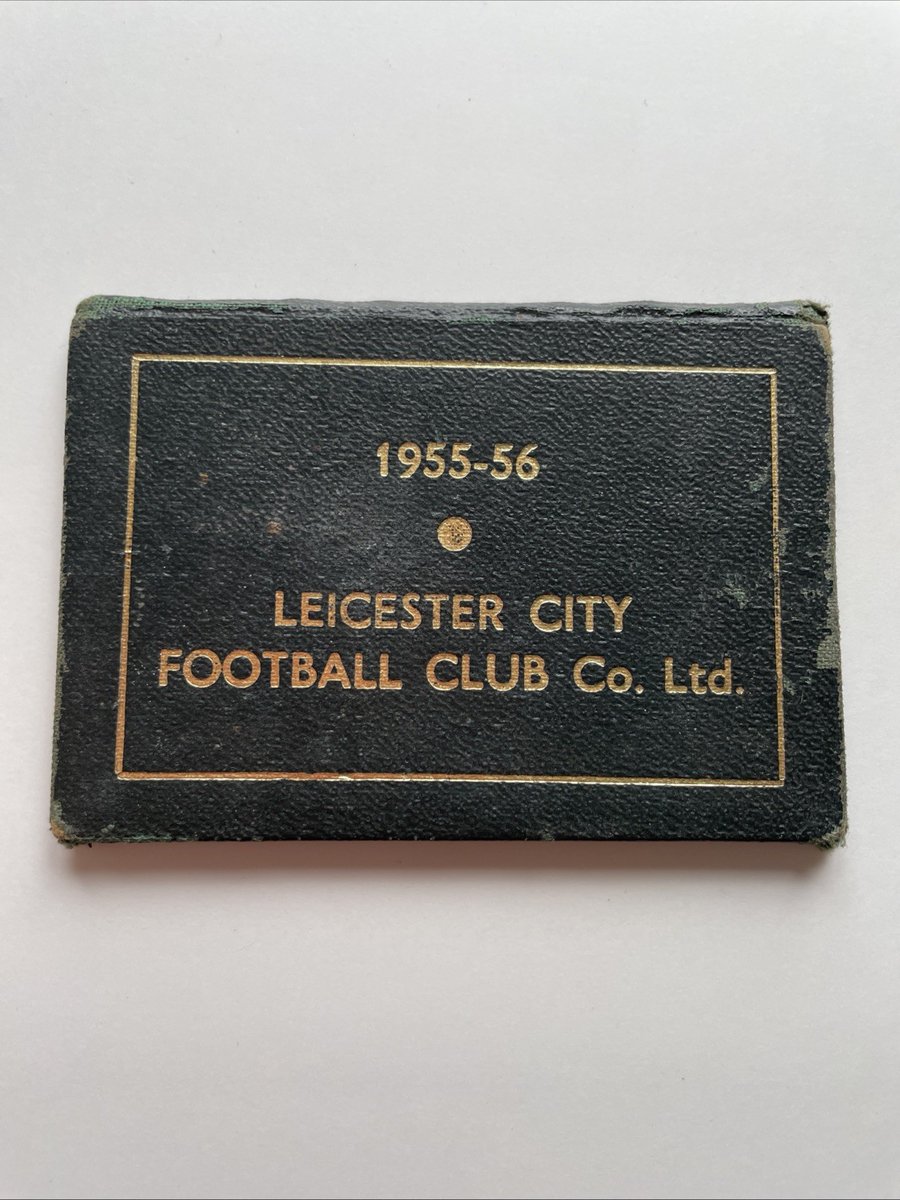 1955-56
LEICESTER CITY
FOOTBALL CLUB Co. Ltd.